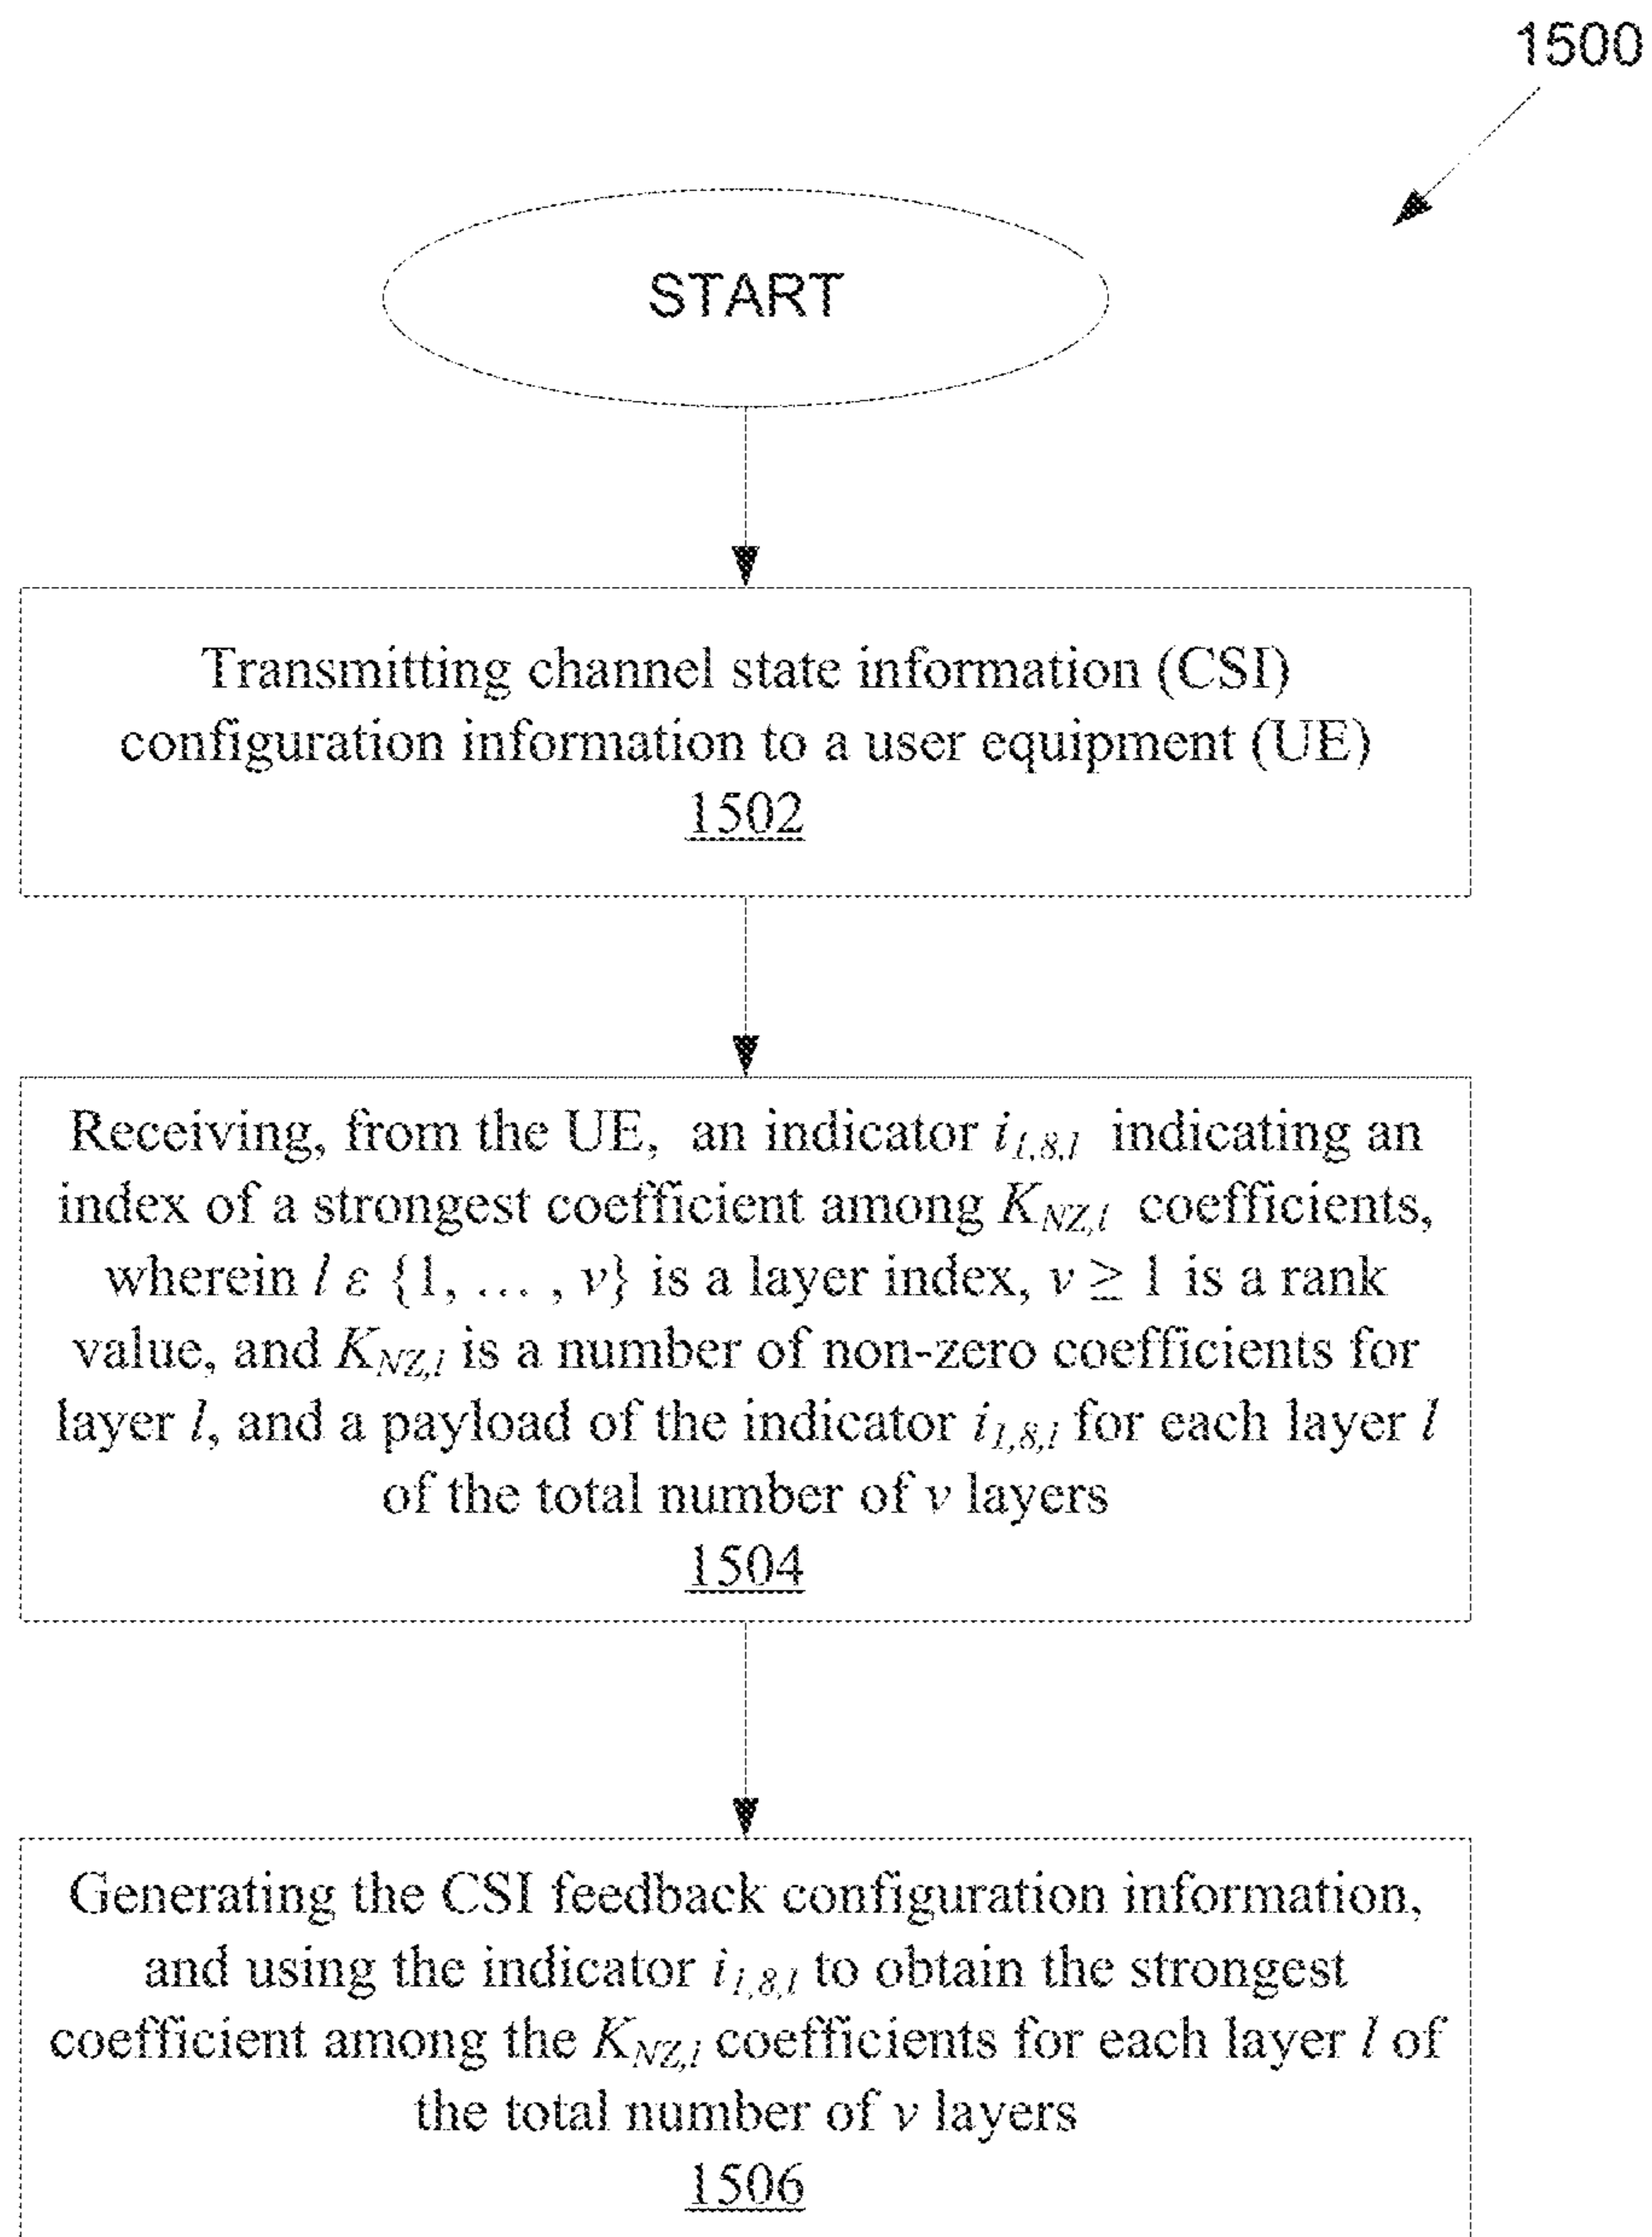 1500
START
Transmitting channel state information (CSI)
configuration information to a user equipment (UE)
1502
Receiving, from the UE, an indicator i1,8,l indicating an
index of a strongest coefficient among KNZ,l coefficients,
wherein l ε {1, … , v} is a layer index, v ≥ 1 is a rank
value, and KNZ,l is a number of non-zero coefficients for
layer l, and a payload of the indicator i1,8,l for each layer l
of the total number of v layers
1504
Generating the CSI feedback configuration information,
and using the indicator i1,8,l to obtain the strongest
coefficient among the KNZ,l coefficients for each layer l of
the total number of v layers
1506